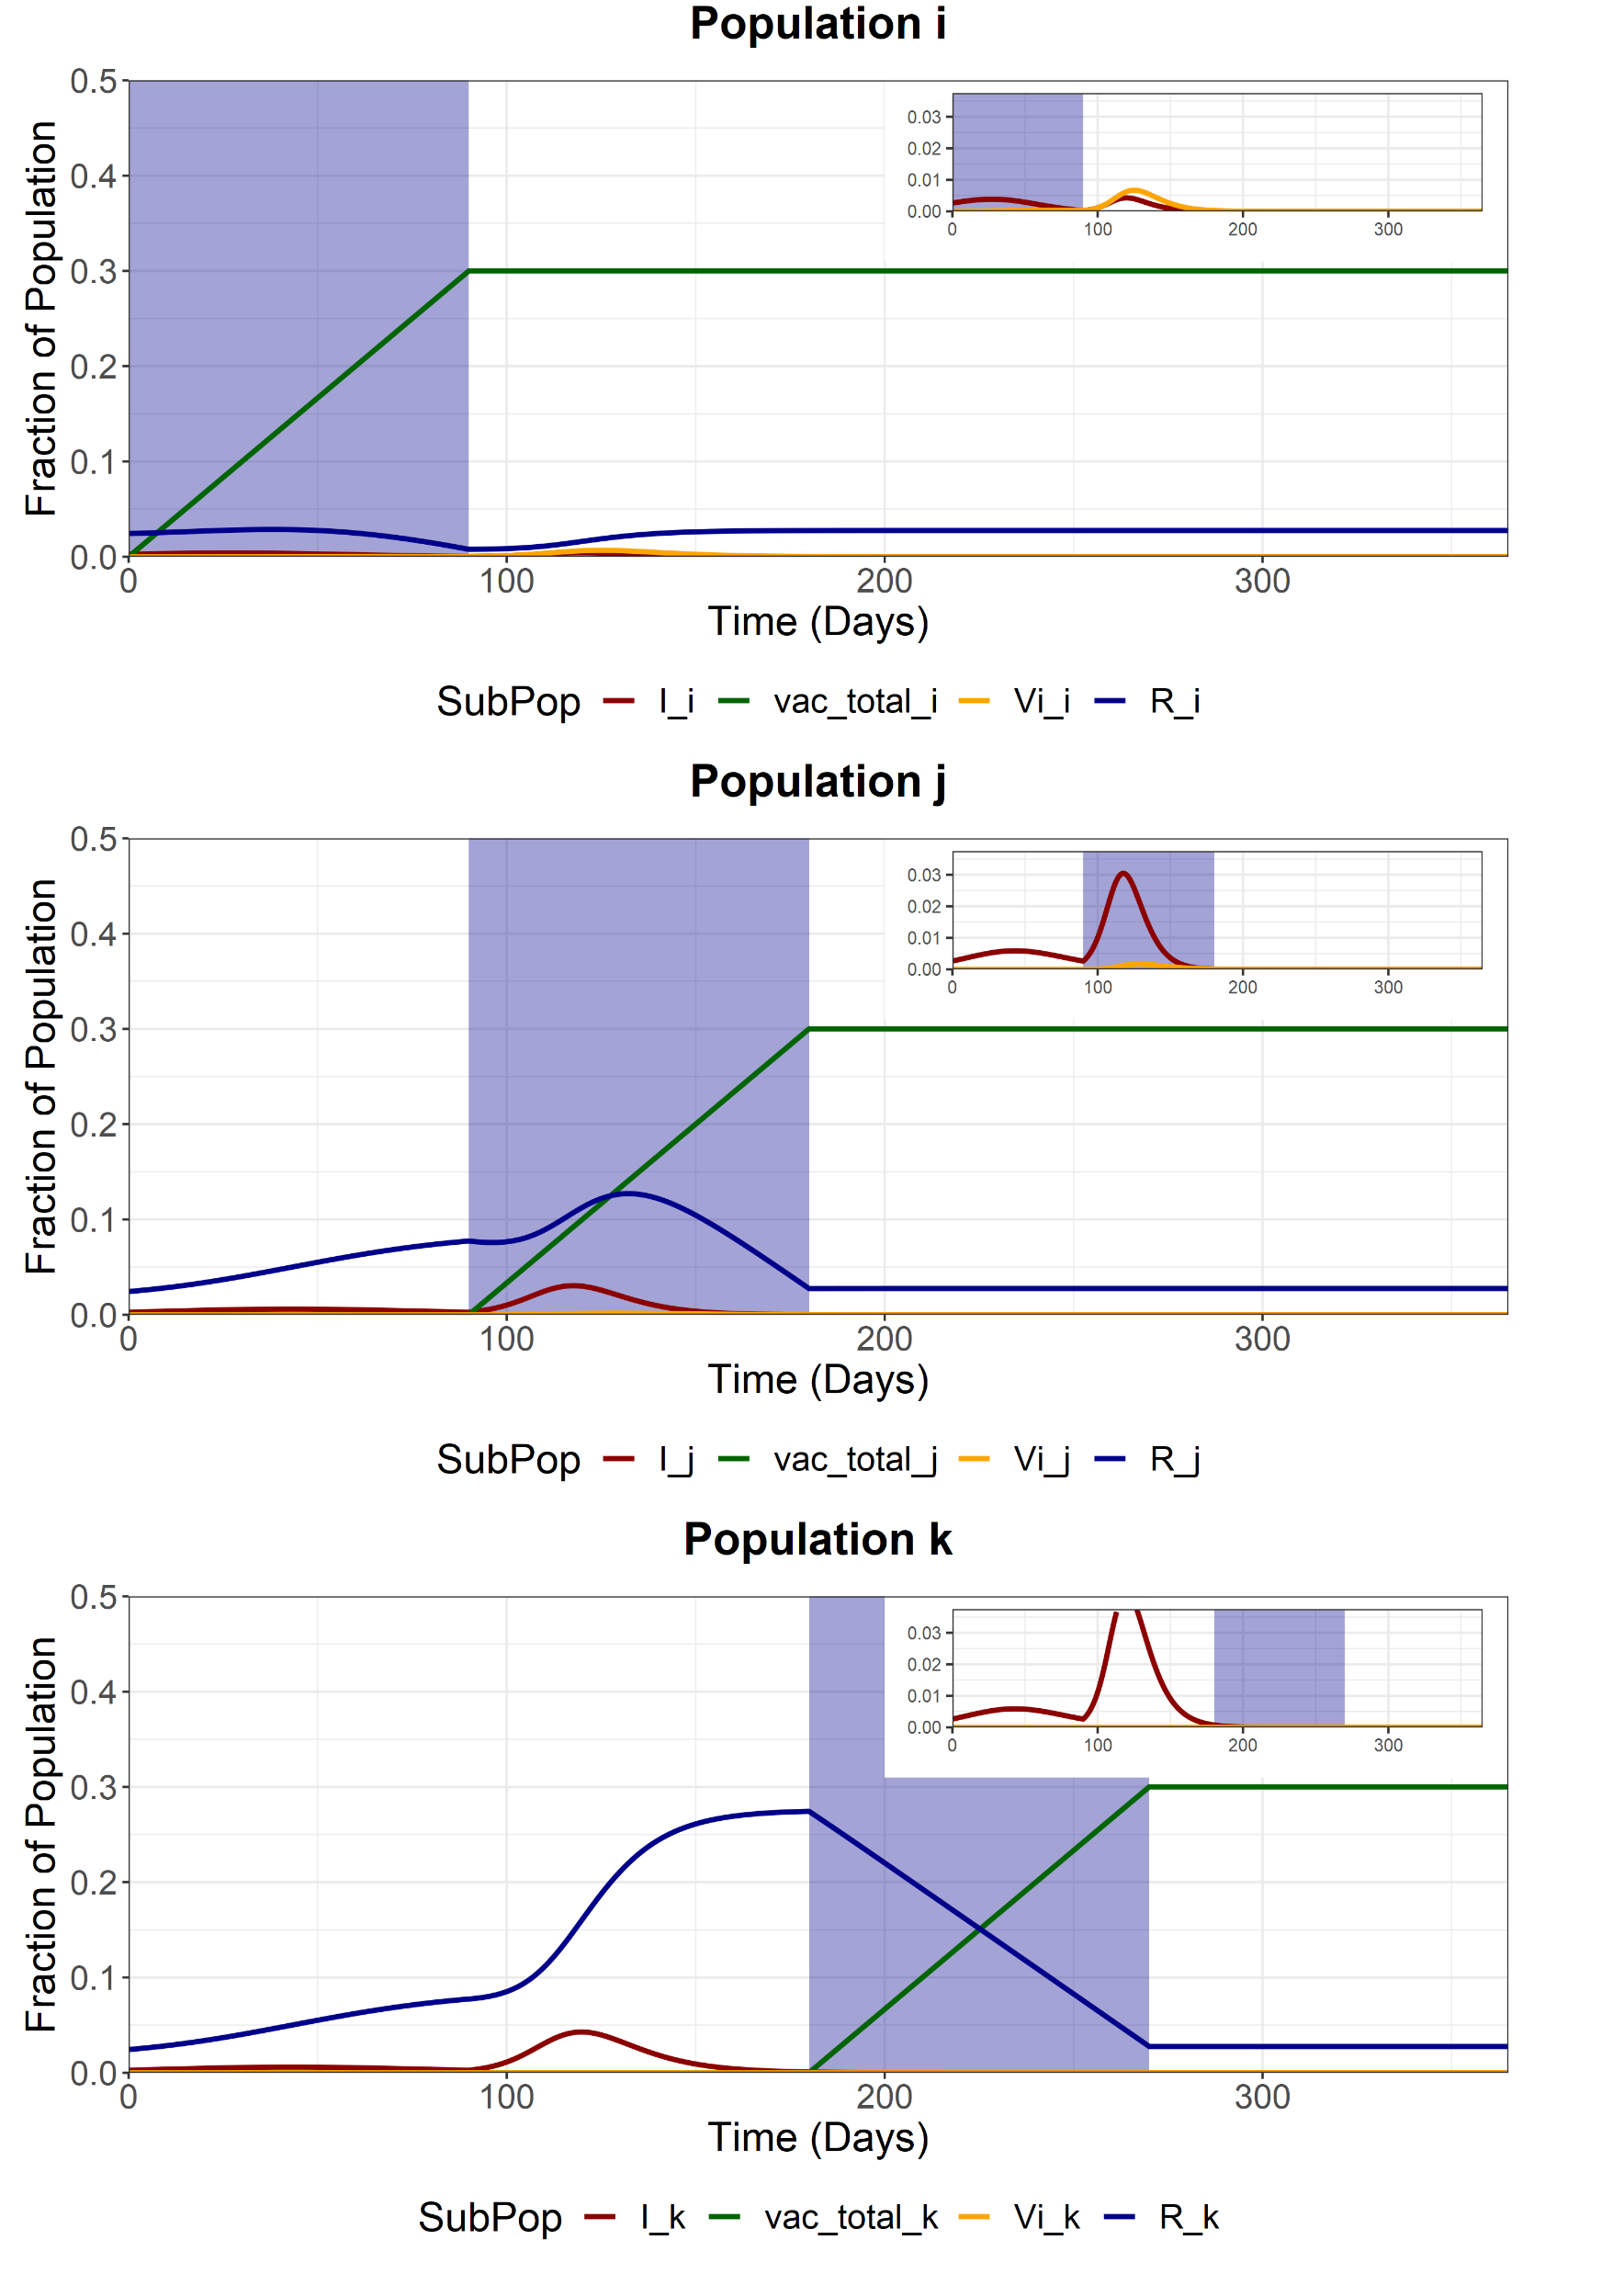 Population i
Fraction of Population
0.5
0.4
0.3
0.2
0.1
0.0
0 100 200 300
0.03
0.02
0.01
0.00
0 100 200 300
Time (Days)
SubPop I_i vac_total_i Vi_i R_i
Population j
Fraction of Population
0.5
0.4
0.3
0.2
0.1
0.0
0 100 200 300
0.03
0.02
0.01
0.00
0 100 200 300
Time (Days)
SubPop I_j vac_total_j Vi_j R_j
Population k
Fraction of Population
0.5
0.4
0.3
0.2
0.1
0.0
0 100 200 300
0.03
0.02
0.01
0.00
0 100 200 300
Time (Days)
SubPop I_k vac_total_k Vi_k R_k